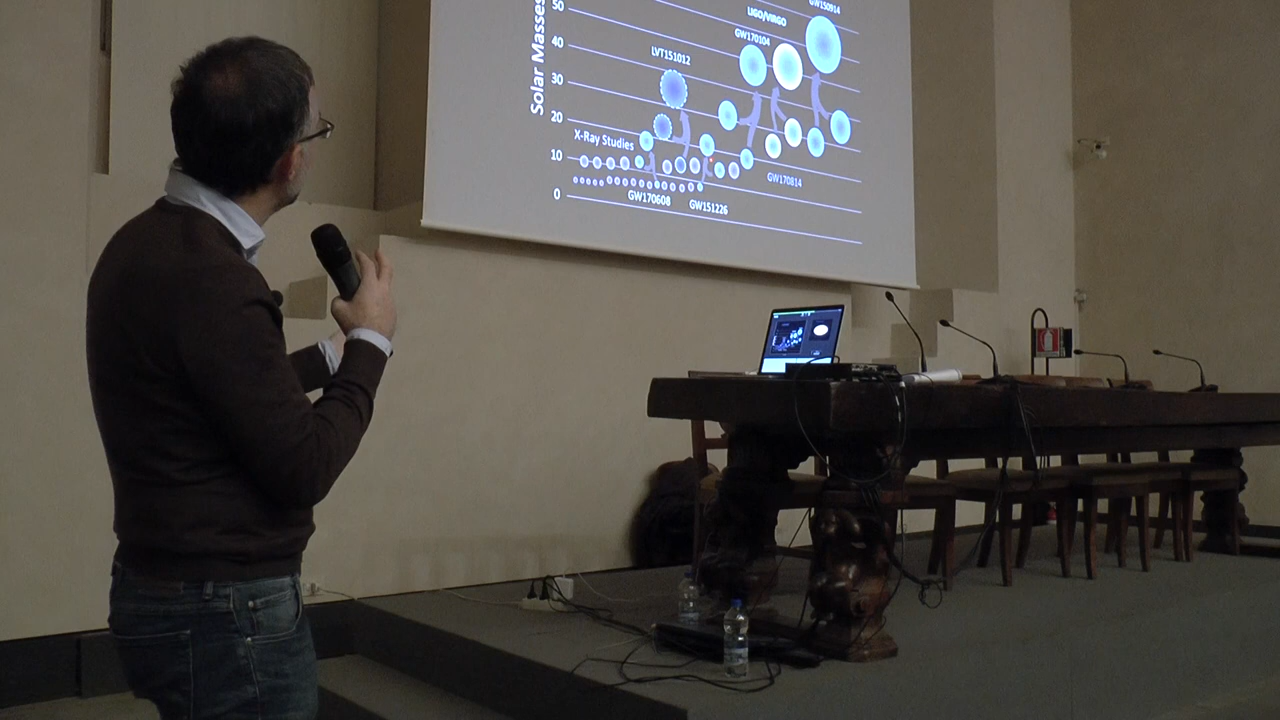 GW150914
50
LIGO/VIRGO
GW170104
40
LVT151012
Solar Masses
30
20
X-Ray Studies
10
GW170814
0
GW170608
GW151226